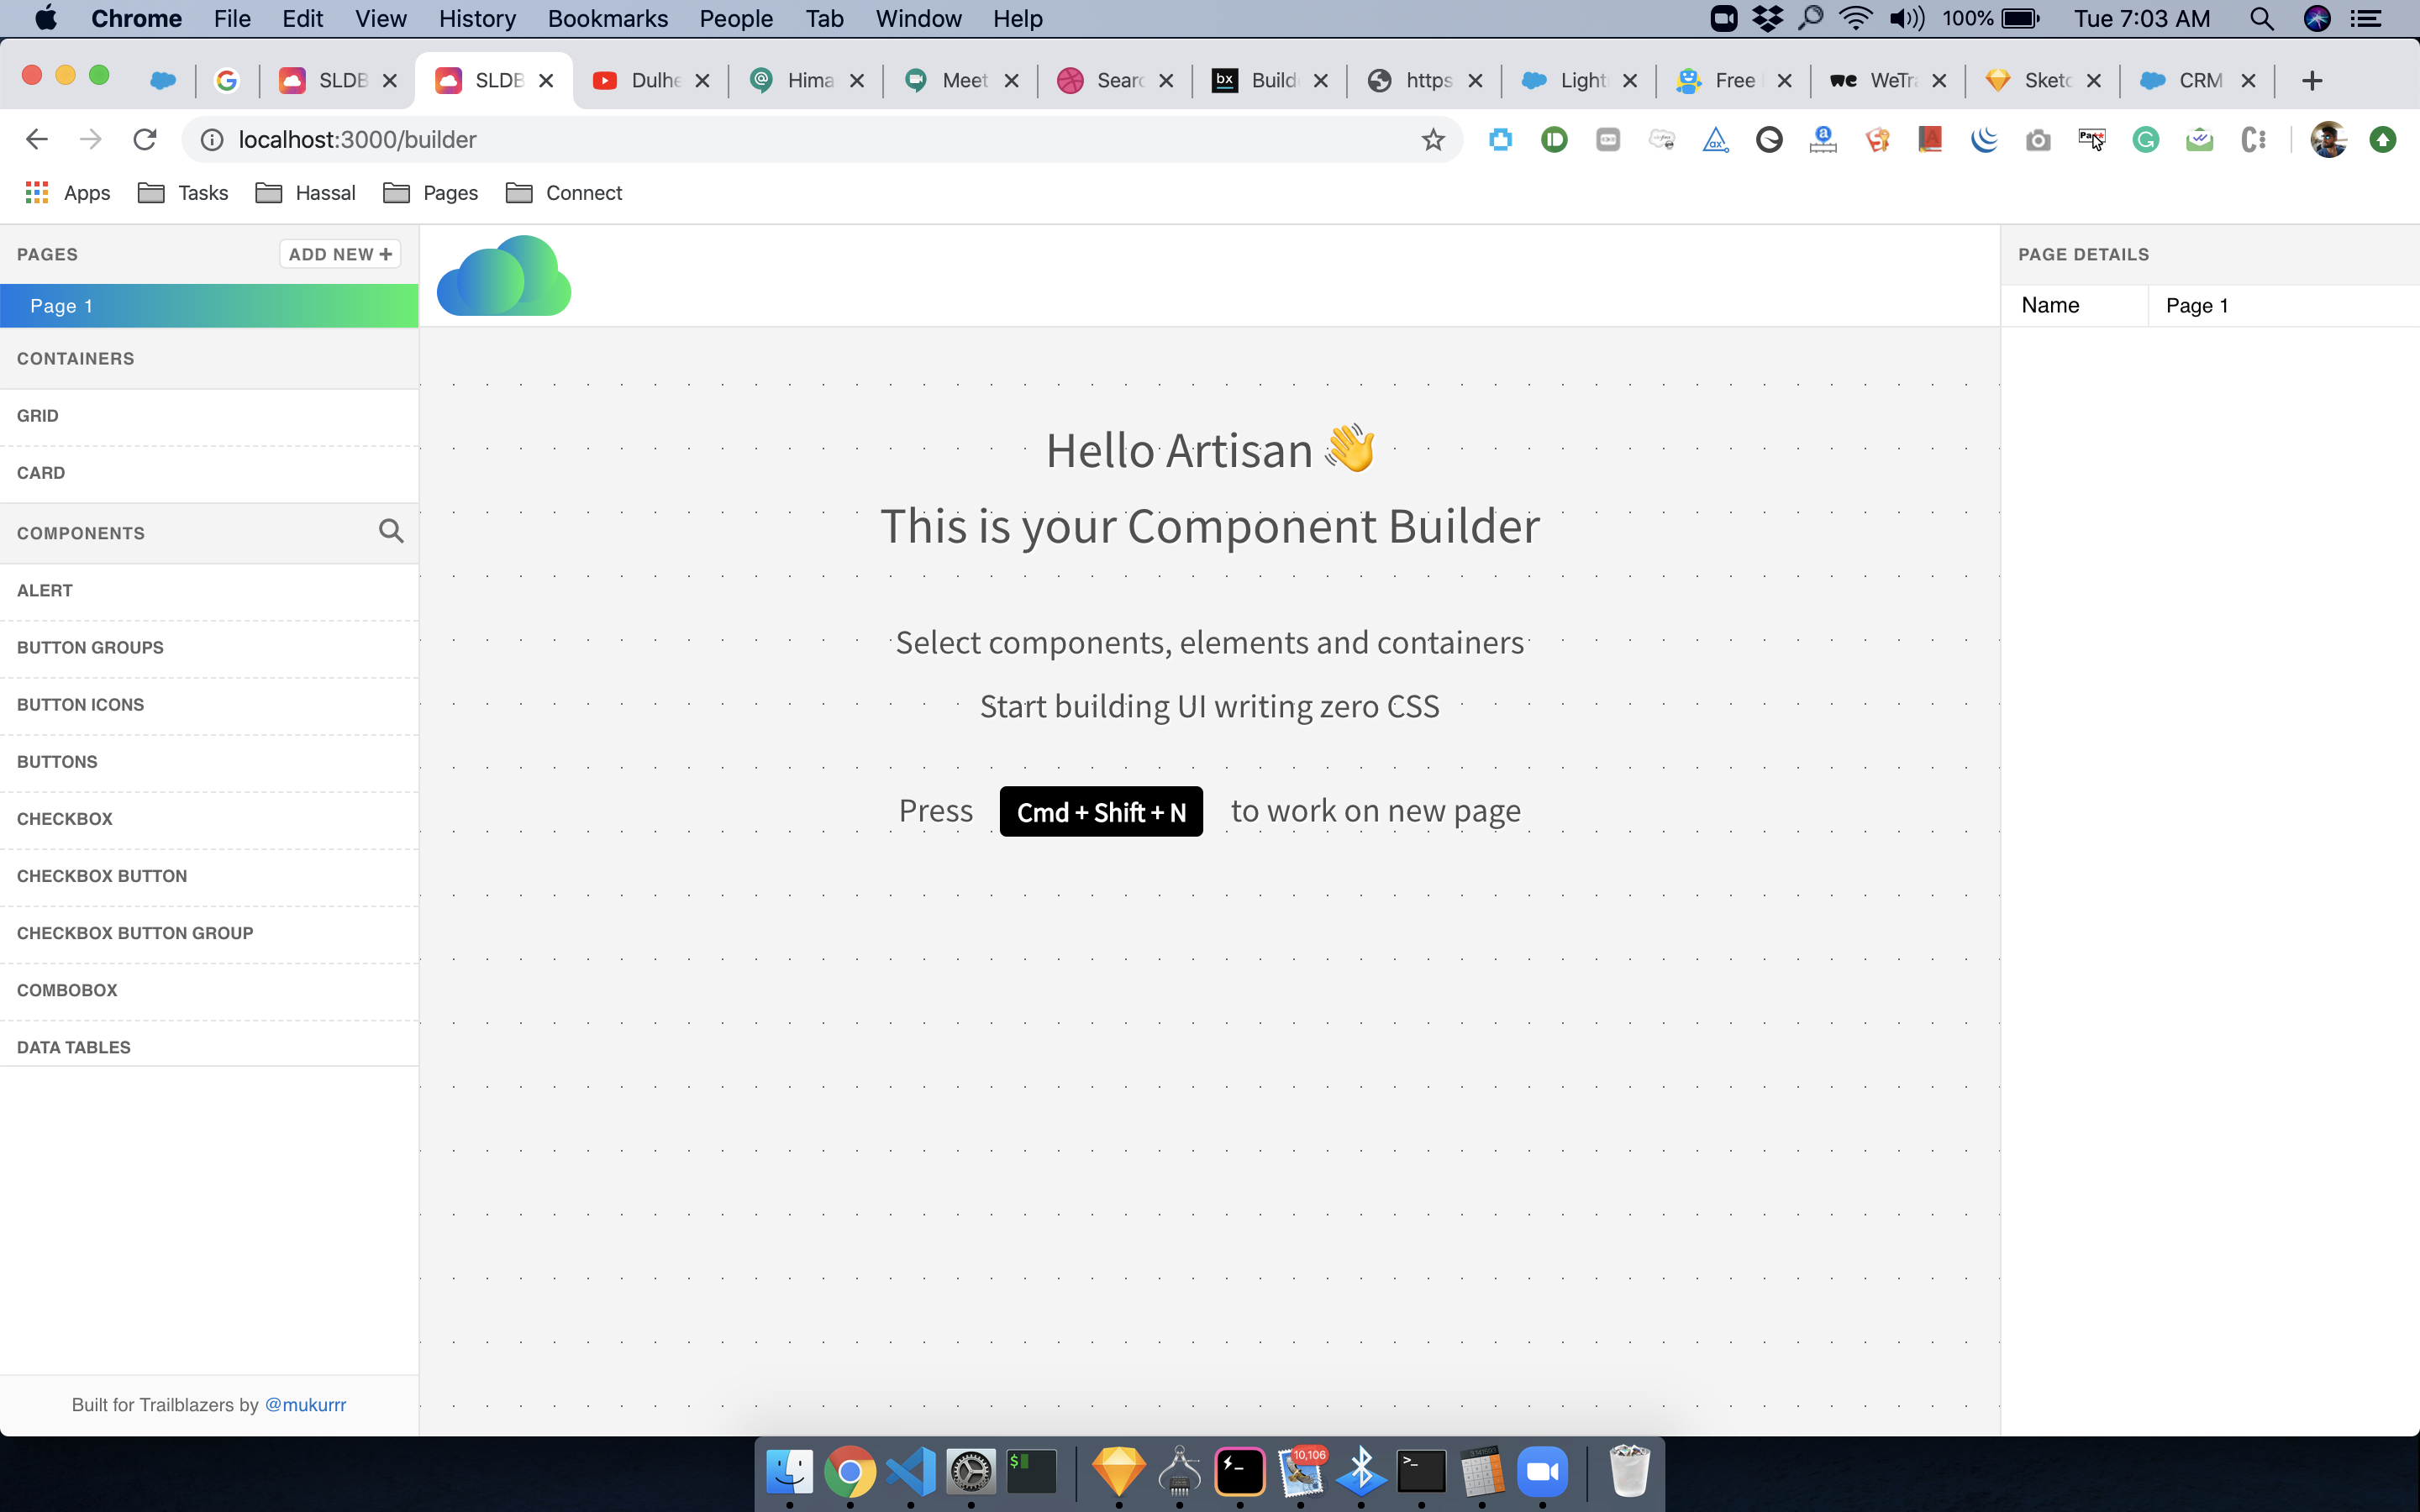 Chrome File Edit View History Bookmarks People Tab Window Help 100% Tue 7:03 AM
SLDB SLDB Dulhe Hima Meet Searc bx Build https Light Free we WeTra Sketc CRM
localhost:3000/builder
Apps Tasks Hassal Pages Connect
PAGES ADD NEW +
Page 1
CONTAINERS
GRID
CARD
COMPONENTS
ALERT
BUTTON GROUPS
BUTTON ICONS
BUTTONS
CHECKBOX
CHECKBOX BUTTON
CHECKBOX BUTTON GROUP
COMBOBOX
DATA TABLES
Built for Trailblazers by @mukurrr
Hello Artisan 👋
This is your Component Builder
Select components, elements and containers
Start building UI writing zero CSS
Press Cmd + Shift + N to work on new page
PAGE DETAILS
Name Page 1
10,106